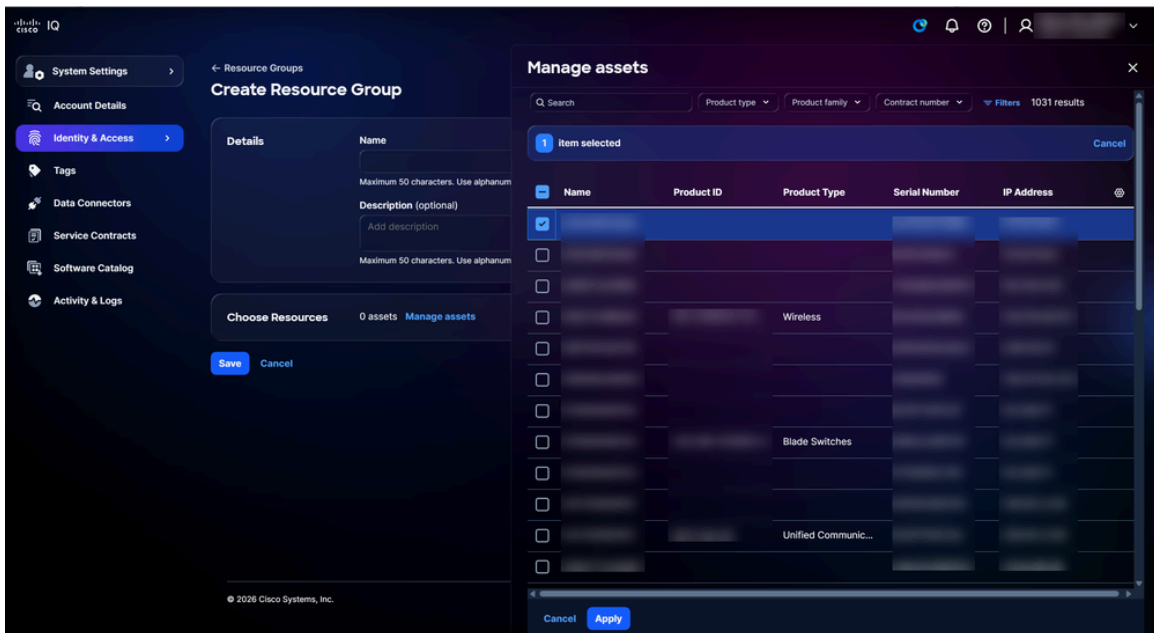 CISCO IQ
System Settings
Account Details
Identity & Access
Tags
Data Connectors
Service Contracts
Software Catalog
Activity & Logs
← Resource Groups
Create Resource Group
Details
Name
Maximum 50 characters. Use alphanum
Description (optional)
Add description
Maximum 50 characters. Use alphanum
Choose Resources 0 assets Manage assets
Save Cancel
© 2026 Cisco Systems, Inc.
Manage assets
Search Product type Product family Contract number Filters 1031 results
1 item selected Cancel
Name Product ID Product Type Serial Number IP Address
Wireless
Blade Switches
Unified Communic...
Cancel Apply